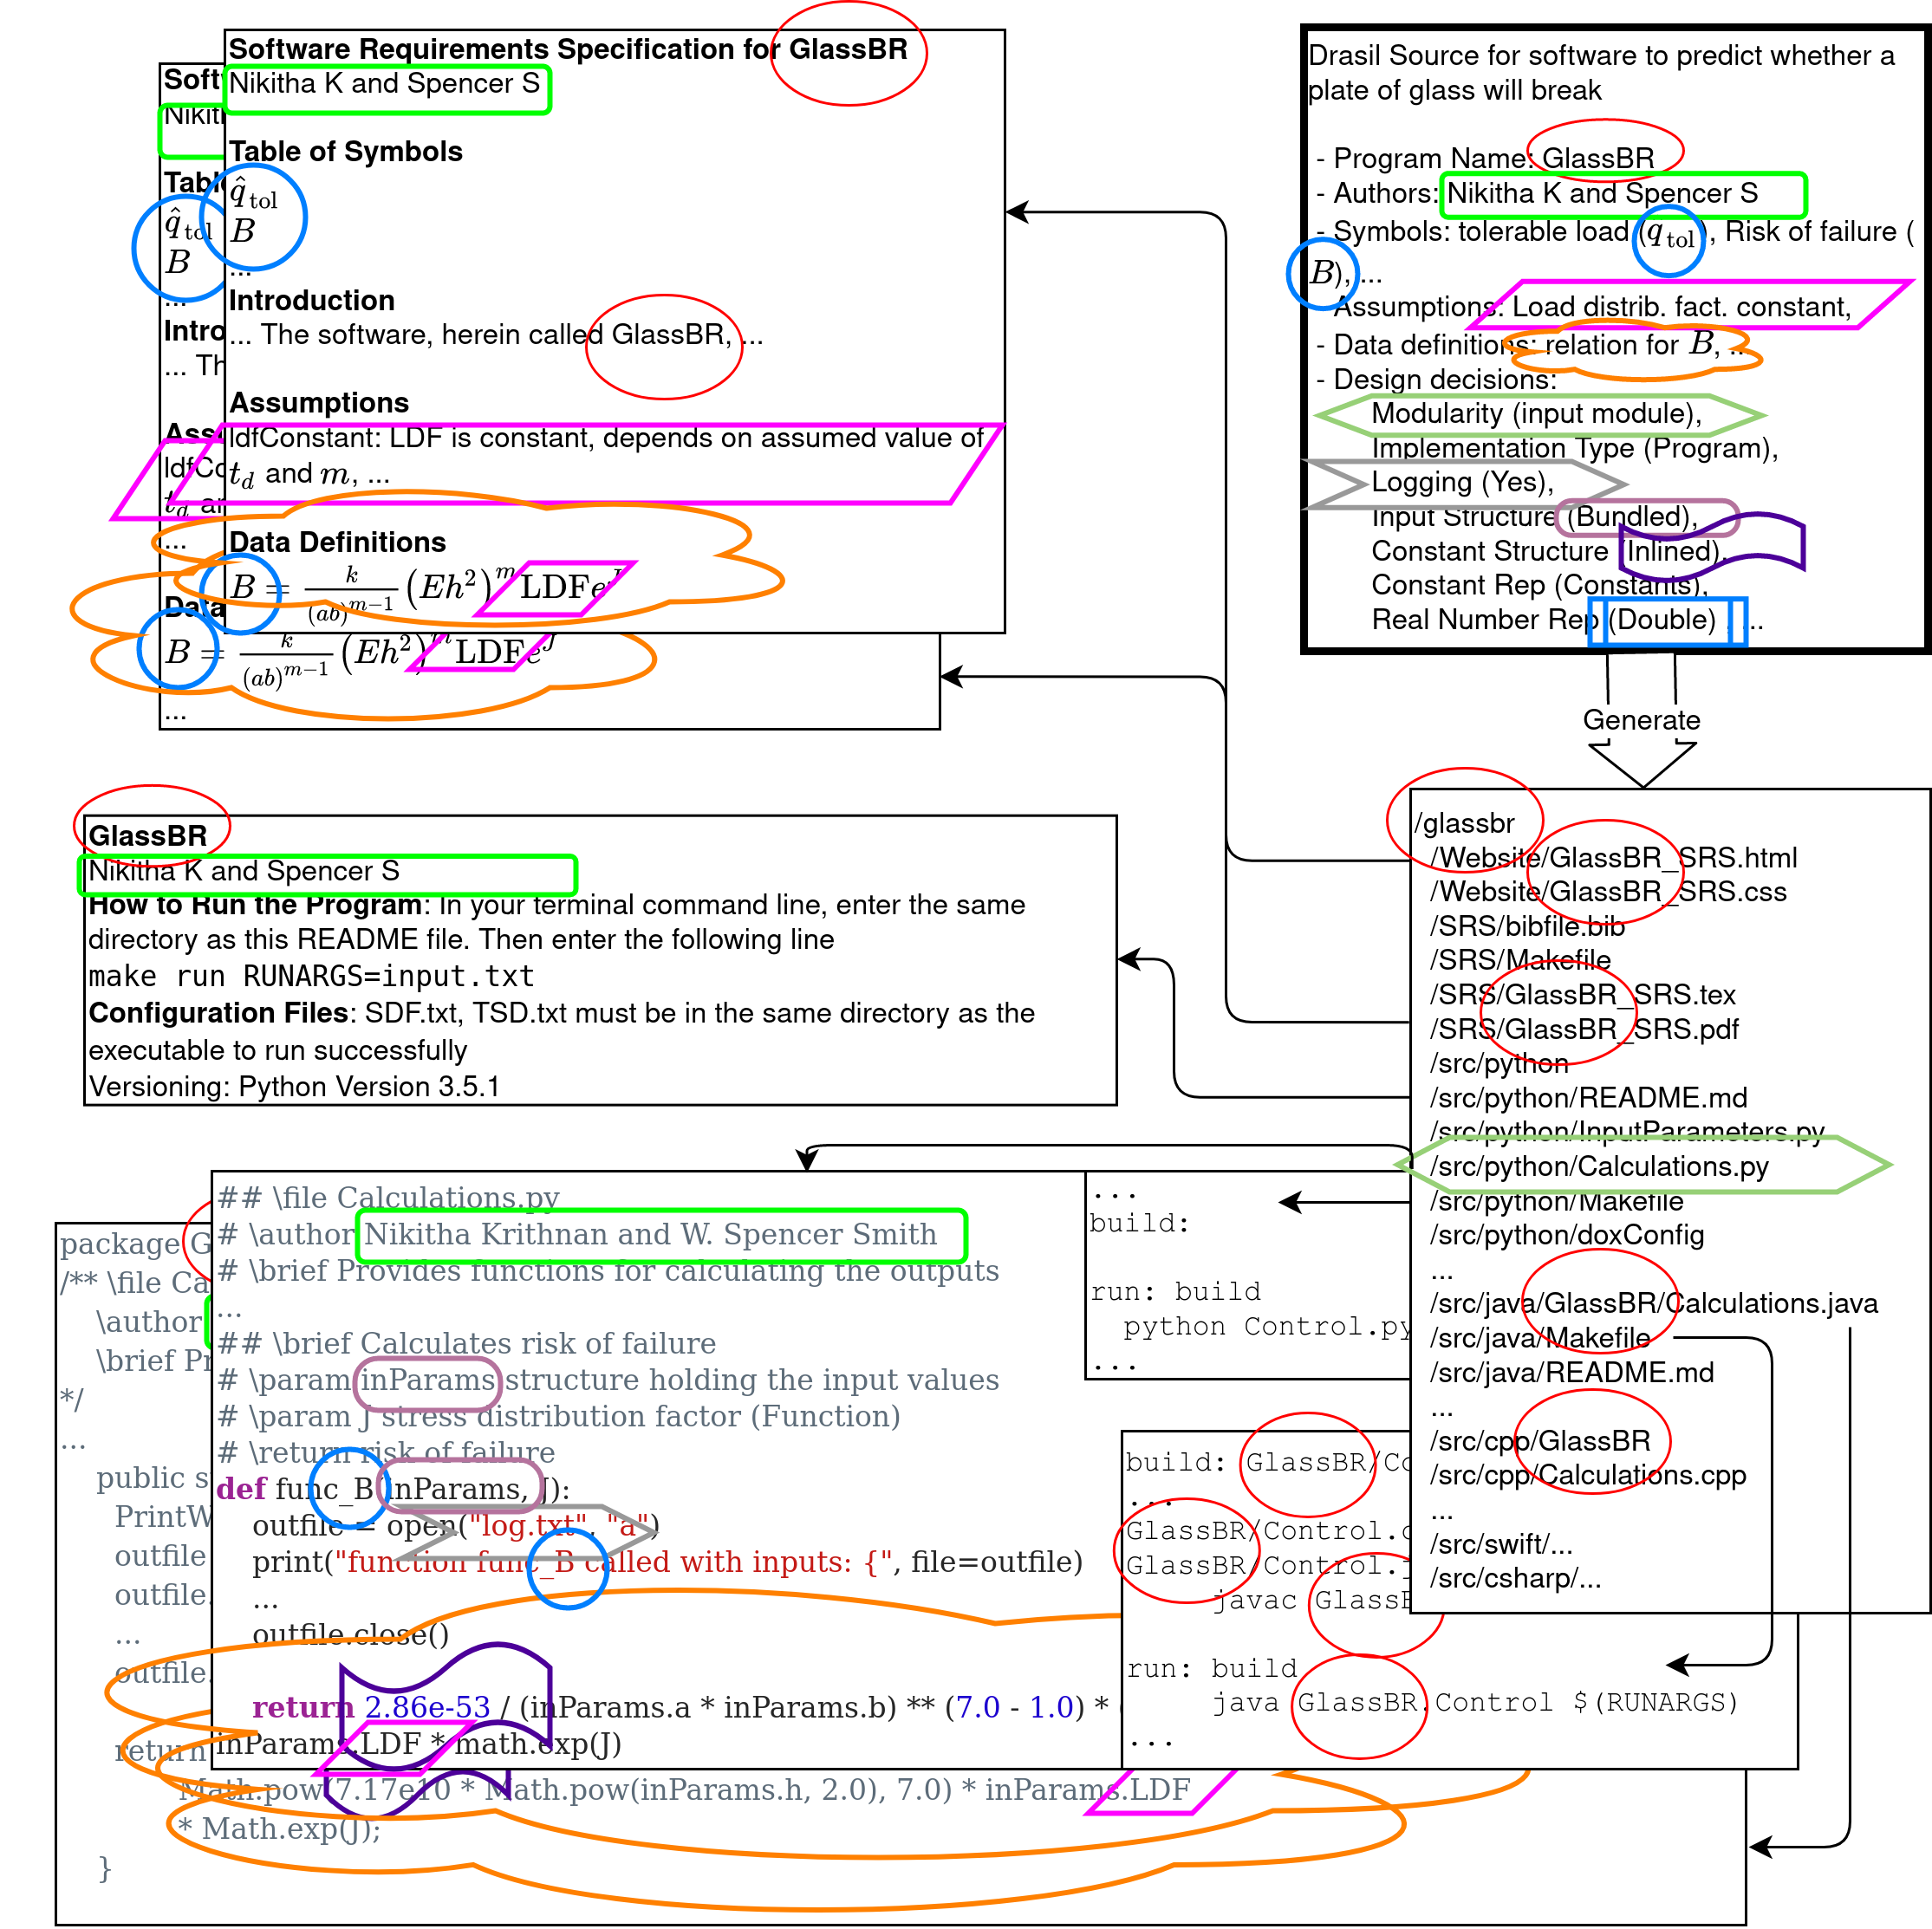 Software Requirements Specification for GlassBR
Nikitha K and Spencer S
Table of Symbols
q̂ tol
B
...
Introduction
... The software, herein called GlassBR, ...
Assumptions
ldfConstant: LDF is constant, depends on assumed value of
t_d and m, ...
Data Definitions
B = k/(ab)^{m−1} (Eh^2)^m LDFe^J
Soft
Nikit
Tabl
q̂ tol
B
...
Intro
... Th
Ass
ldfCo
t_d an
...
Data
B = k/(ab)^{m−1} (Eh^2)^m LDFe^J
...
Drasil Source for software to predict whether a
plate of glass will break
- Program Name: GlassBR
- Authors: Nikitha K and Spencer S
- Symbols: tolerable load (q tol), Risk of failure (
B), ...
Assumptions: Load distrib. fact. constant,
- Data definitions: relation for B, ...
- Design decisions:
Modularity (input module),
Implementation Type (Program),
Logging (Yes),
Input Structure (Bundled),
Constant Structure (Inlined),
Constant Rep (Constants),
Real Number Rep (Double) , ...
Generate
/glassbr
/Website/GlassBR_SRS.html
/Website/GlassBR_SRS.css
/SRS/bibfile.bib
/SRS/Makefile
/SRS/GlassBR_SRS.tex
/SRS/GlassBR_SRS.pdf
/src/python
/src/python/README.md
/src/python/InputParameters.py
/src/python/Calculations.py
/src/python/Makefile
/src/python/doxConfig
...
/src/java/GlassBR/Calculations.java
/src/java/Makefile
/src/java/README.md
...
/src/cpp/GlassBR
/src/cpp/Calculations.cpp
...
/src/swift/...
/src/csharp/...
GlassBR
Nikitha K and Spencer S
How to Run the Program: In your terminal command line, enter the same
directory as this README file. Then enter the following line
make run RUNARGS=input.txt
Configuration Files: SDF.txt, TSD.txt must be in the same directory as the
executable to run successfully
Versioning: Python Version 3.5.1
## \file Calculations.py
# \author Nikitha Krithnan and W. Spencer Smith
# \brief Provides functions for calculating the outputs
...
## \brief Calculates risk of failure
# \param inParams structure holding the input values
# \param J stress distribution factor (Function)
# \return risk of failure
def func_B(inParams, J):
outfile = open("log.txt", "a")
print("function func_B called with inputs: {", file=outfile)
...
outfile.close()
return 2.86e-53 / (inParams.a * inParams.b) ** (7.0 - 1.0) *
inParams.LDF * math.exp(J)
package G
/** \file Ca
\author
\brief Pr
*/
...
public s
PrintW
outfile
outfile.
...
outfile.
return
Math.pow(7.17e10 * Math.pow(inParams.h, 2.0), 7.0) * inParams.LDF
* Math.exp(J);
}
...
build:
run: build
python Control.py
...
build: GlassBR/Co
...
GlassBR/Control.c
GlassBR/Control.
javac GlassB
run: build
java GlassBR.Control $(RUNARGS)
...